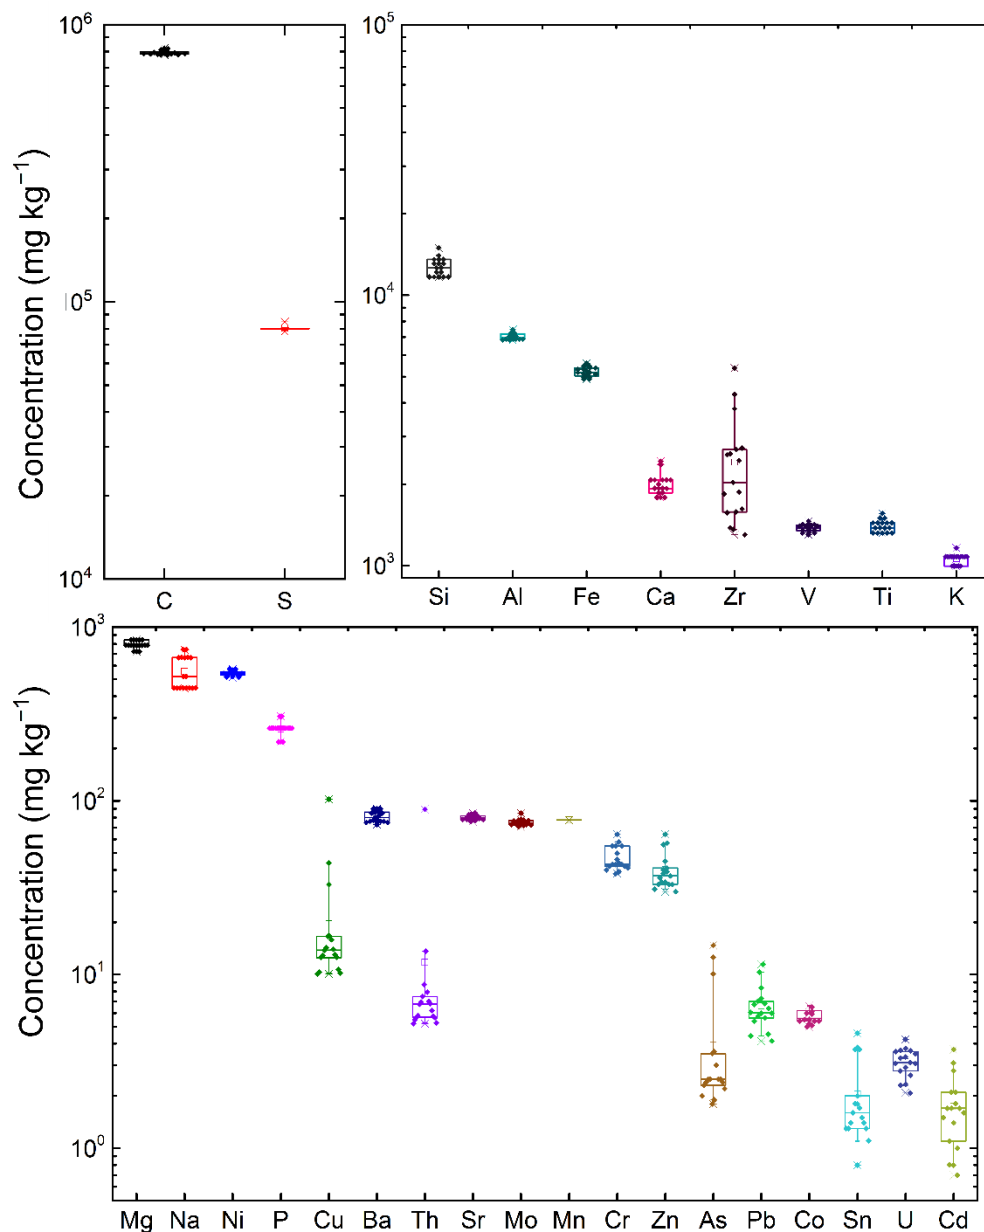 10⁶
|0⁵
10⁴
Concentration (mg kg⁻¹)
C S
10⁵
10⁴
10³
Si Al Fe Ca Zr V Ti K
10³
10²
10¹
10⁰
Concentration (mg kg⁻¹)
Mg Na Ni P Cu Ba Th Sr Mo Mn Cr Zn As Pb Co Sn U Cd